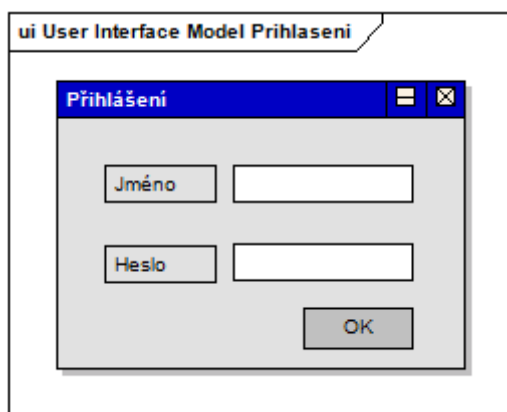 ui User Interface Model Prihlaseni
Přihlášení
Jméno
Heslo
OK